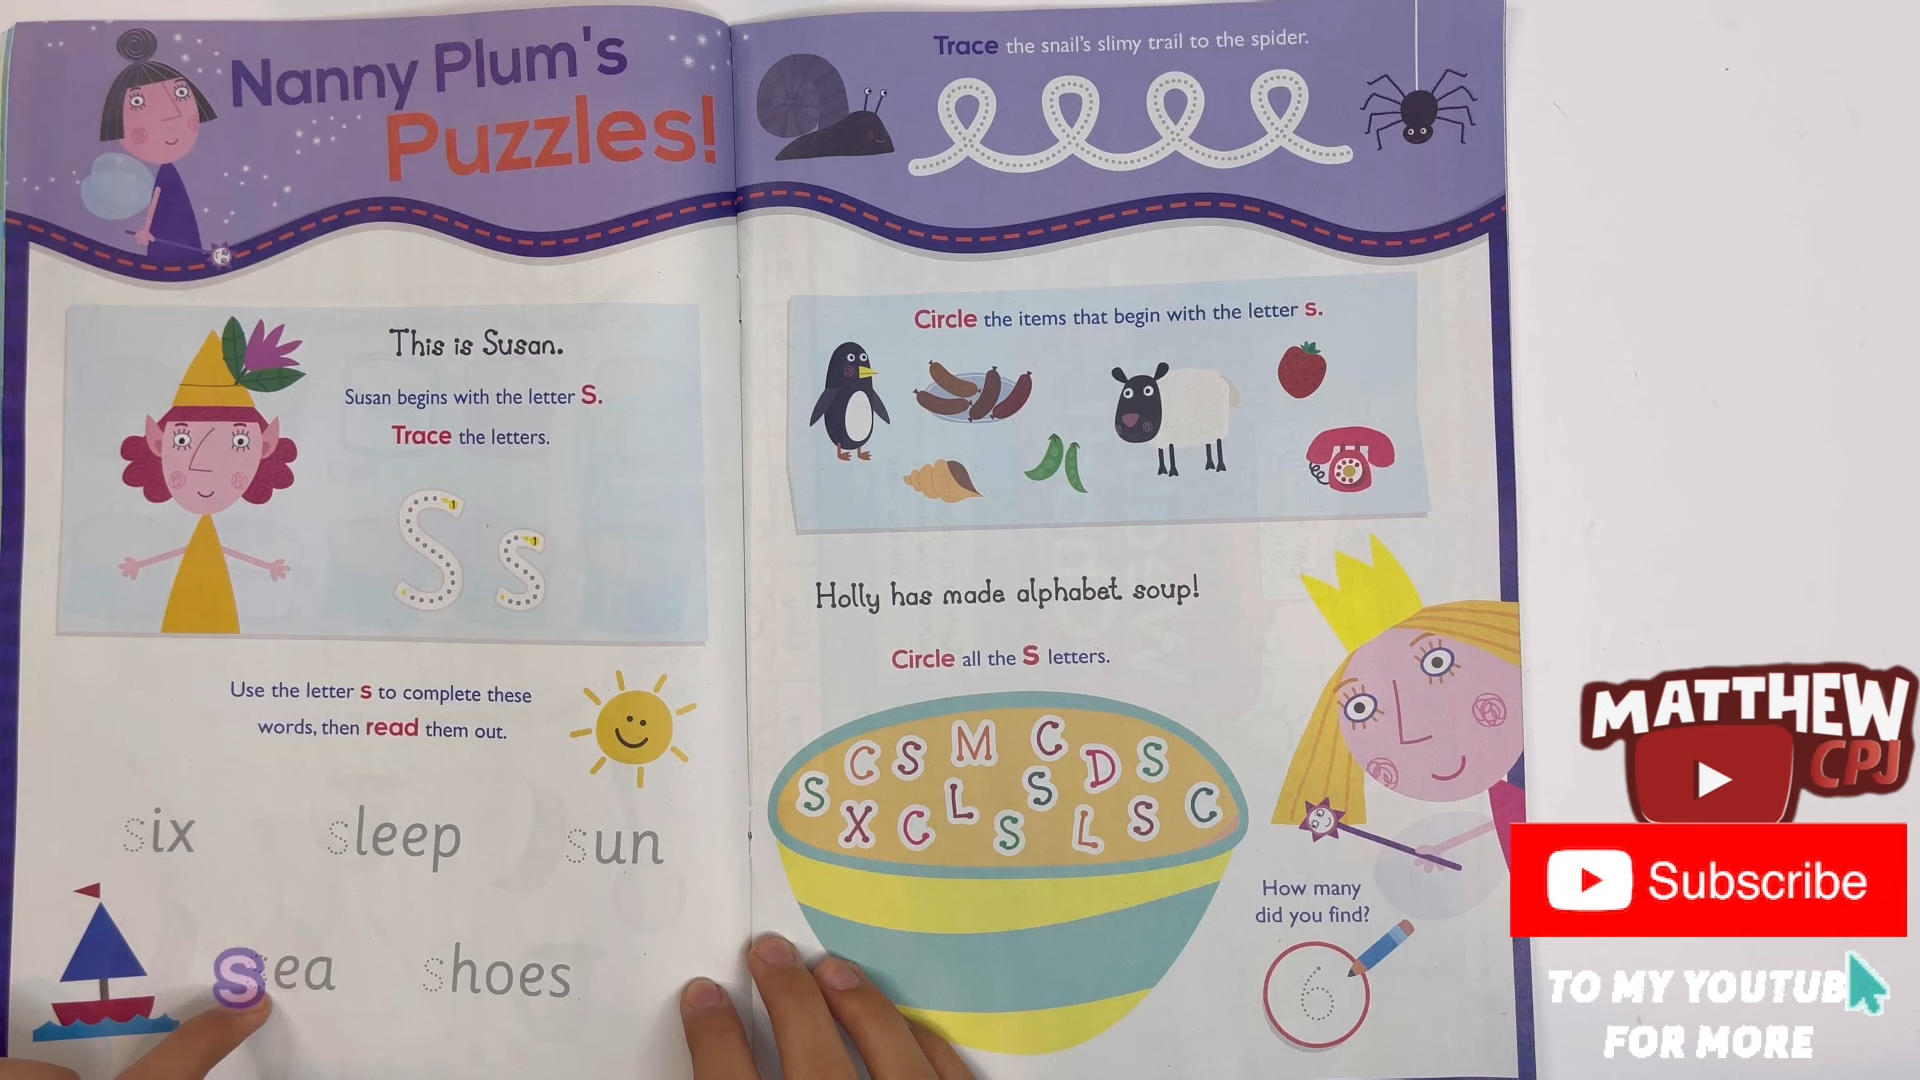 Nanny Plum's
Puzzles!
This is Susan.
Susan begins with the letter S.
Trace the letters.
S s
Use the letter s to complete these
words, then read them out.
six sleep sun
sea shoes
Trace the snail's slimy trail to the spider.
Circle the items that begin with the letter s.
Holly has made alphabet soup!
Circle all the S letters.
S C S M C D S
X C L S S L S C
How many
did you find?
6
MATTHEW
CPJ
Subscribe
TO MY YOUTUB
FOR MORE